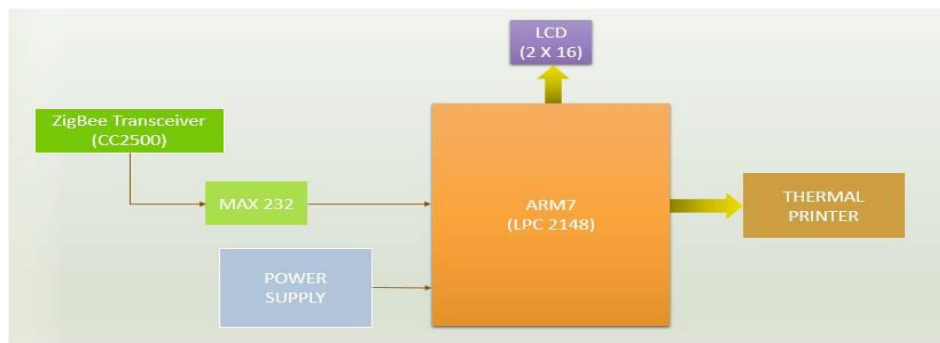 LCD
(2 X 16)
ZigBee Transceiver
(CC2500)
MAX 232
ARM7
(LPC 2148)
THERMAL
PRINTER
POWER
SUPPLY